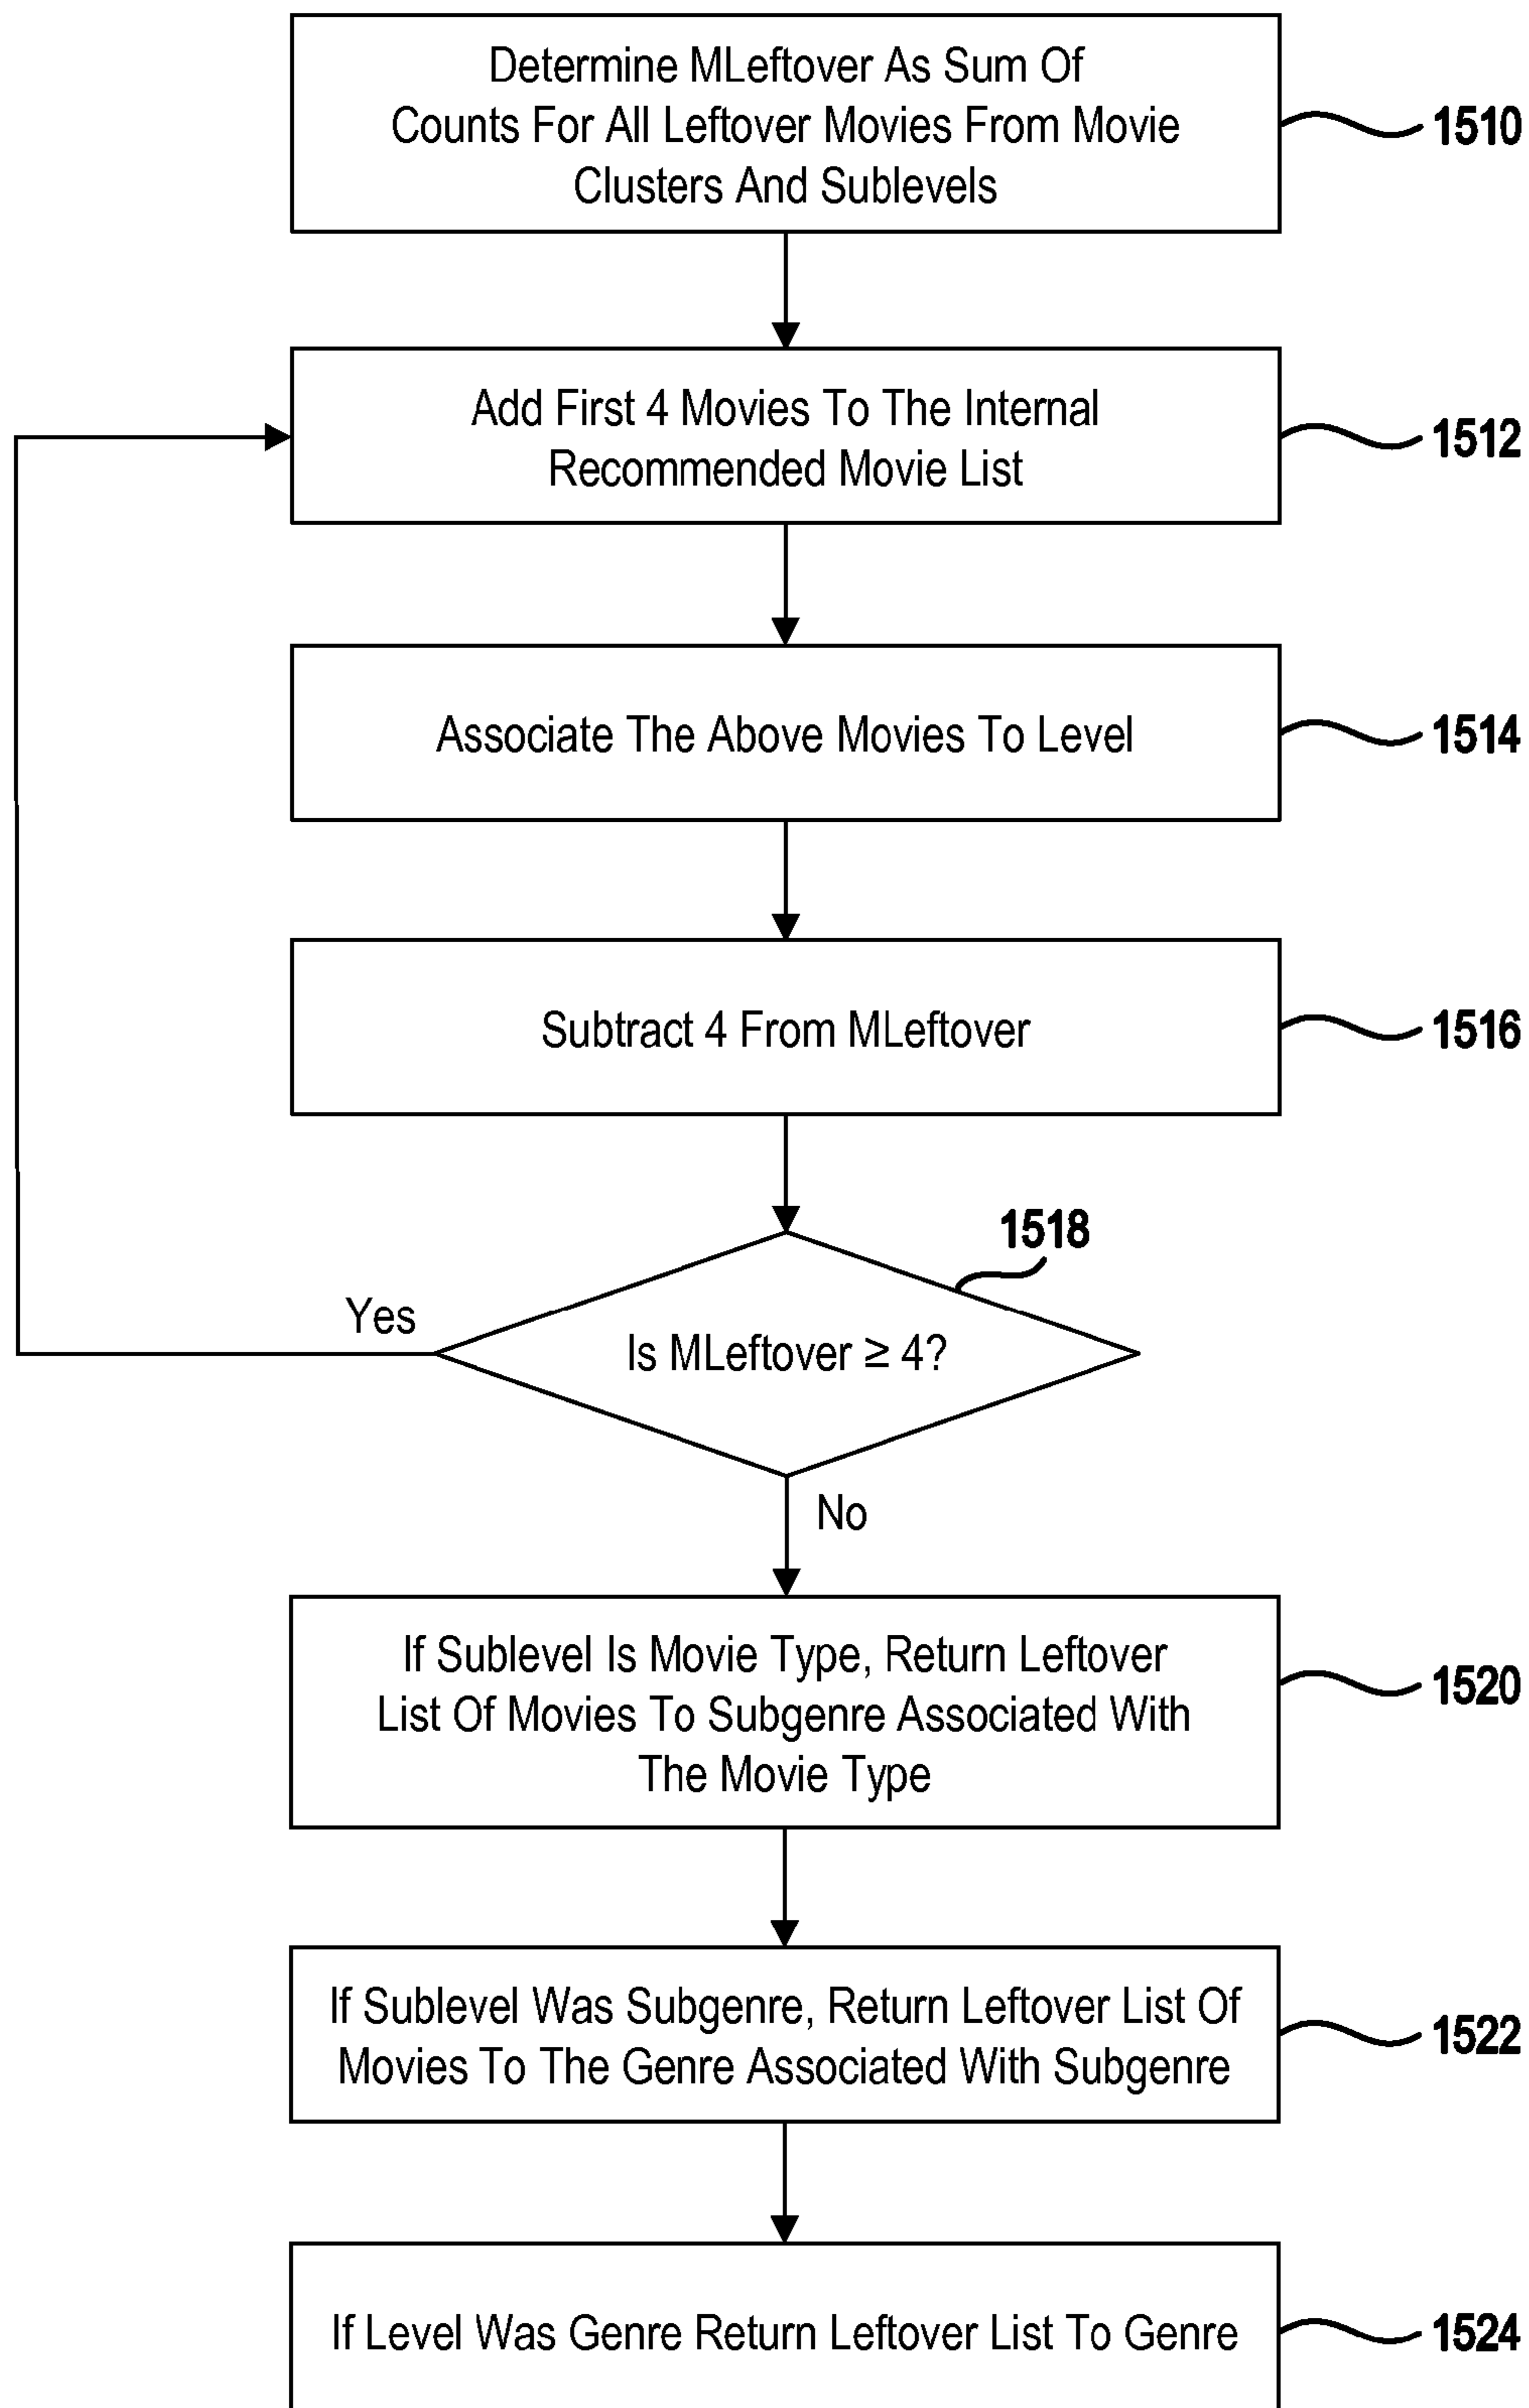 Determine MLeftover As Sum Of
Counts For All Leftover Movies From Movie
Clusters And Sublevels
1510
Add First 4 Movies To The Internal
Recommended Movie List
1512
Associate The Above Movies To Level
1514
Subtract 4 From MLeftover
1516
1518
Yes
Is MLeftover ≥ 4?
No
If Sublevel Is Movie Type, Return Leftover
List Of Movies To Subgenre Associated With
The Movie Type
1520
If Sublevel Was Subgenre, Return Leftover List Of
Movies To The Genre Associated With Subgenre
1522
If Level Was Genre Return Leftover List To Genre
1524